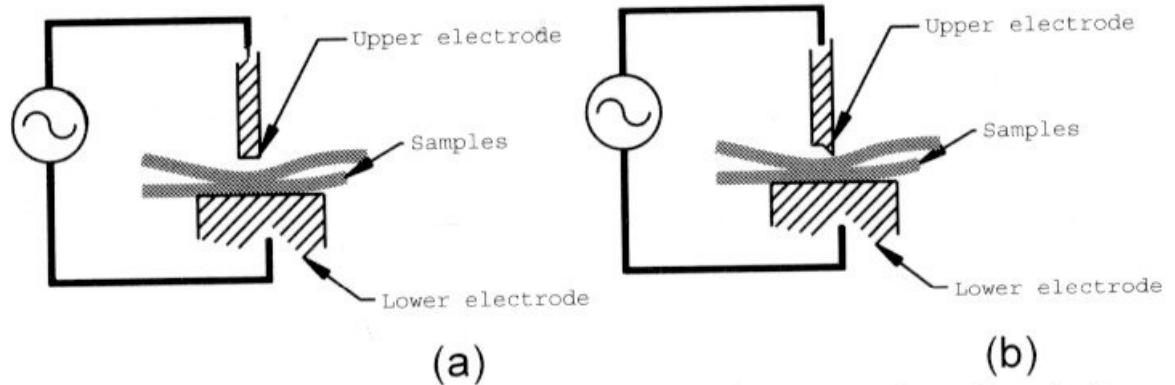 Upper electrode
Samples
Lower electrode
(a)
Upper electrode
Samples
Lower electrode
(b)